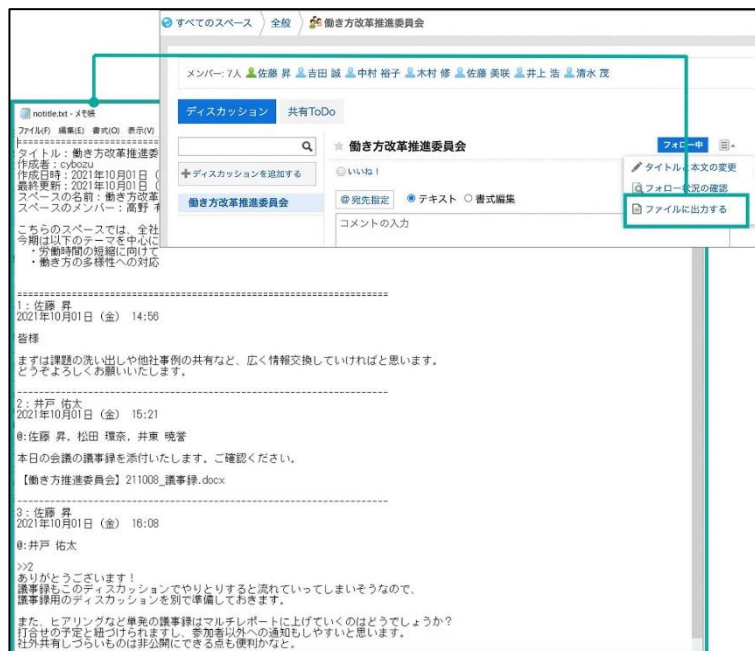 すべてのスペース 〉 全般 〉 働き方改革推進委員会
メンバー: 7人 佐藤 昇 吉田 誠 中村 裕子 木村 修 佐藤 美咲 井上 浩 清水 茂
ディスカッション 共有ToDo
働き方改革推進委員会
フォロー中
いいね！
ディスカッションを追加する
働き方改革推進委員会
@宛先指定 テキスト 書式編集
コメントの入力
タイトルと本文の変更
フォロー状況の確認
ファイルに出力する
notitle.txt - メモ帳
ファイル(F) 編集(E) 書式(O) 表示(V)
タイトル：働き方改革推進委
作成者：cybozu
作成日時：2021年10月01日（
最終更新：2021年10月01日（
スペースの名前：働き方改革
スペースのメンバー：高野
こちらのスペースでは、全社
今期は以下のテーマを中心に
・労働時間の短縮に向けて
・働き方の多様性への対応
1：佐藤 昇
2021年10月01日（金） 14:56
皆様
まずは課題の洗い出しや他社事例の共有など、広く情報交換していければと思います。
どうぞよろしくお願いいたします。
2：井戸 佑太
2021年10月01日（金） 15:21
@:佐藤 昇, 松田 環奈, 井東 暁誉
本日の会議の議事録を添付いたします。ご確認ください。
【働き方推進委員会】211008_議事録.docx
3：佐藤 昇
2021年10月01日（金） 16:08
@:井戸 佑太
>>2
ありがとうございます！
議事録もこのディスカッションでやりとりすると流れていってしまいそうなので、
議事録用のディスカッションを別で準備しておきます。
また、ヒアリングなど単発の議事録はマルチレポートに上げていくのはどうでしょうか？
打合せの予定と紐づけられますし、参加者以外への通知もしやすいと思います。
社外共有しづらいものは非公開にできる点も便利かなと。